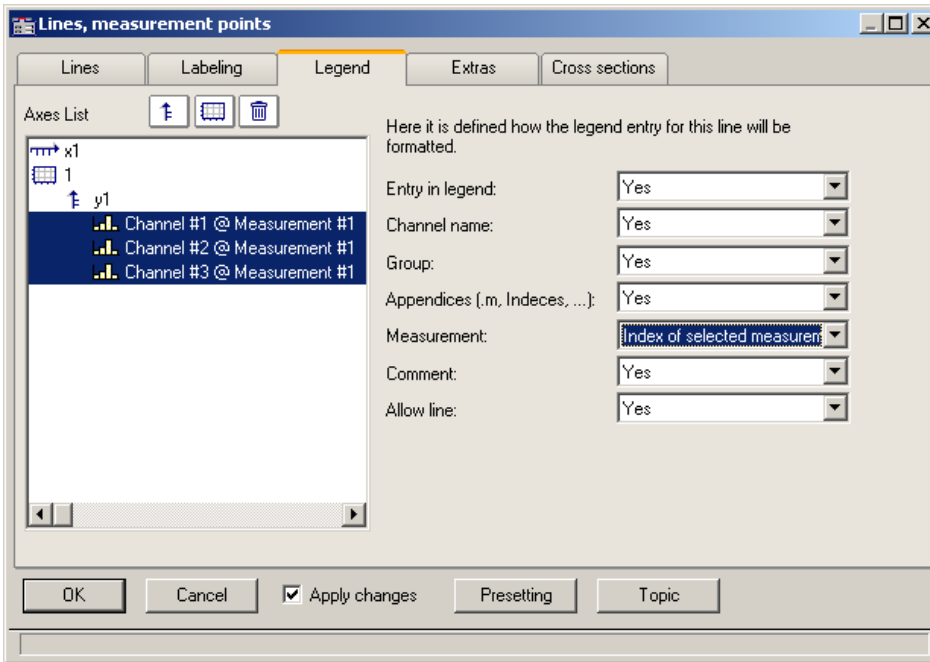 Lines, measurement points
Lines
Labeling
Legend
Extras
Cross sections
Axes List
x1
1
y1
Channel #1 @ Measurement #1
Channel #2 @ Measurement #1
Channel #3 @ Measurement #1
Here it is defined how the legend entry for this line will be
formatted.
Entry in legend: Yes
Channel name: Yes
Group: Yes
Appendices (.m, Indeces, ...): Yes
Measurement: Index of selected measurem
Comment: Yes
Allow line: Yes
OK
Cancel
Apply changes
Presetting
Topic